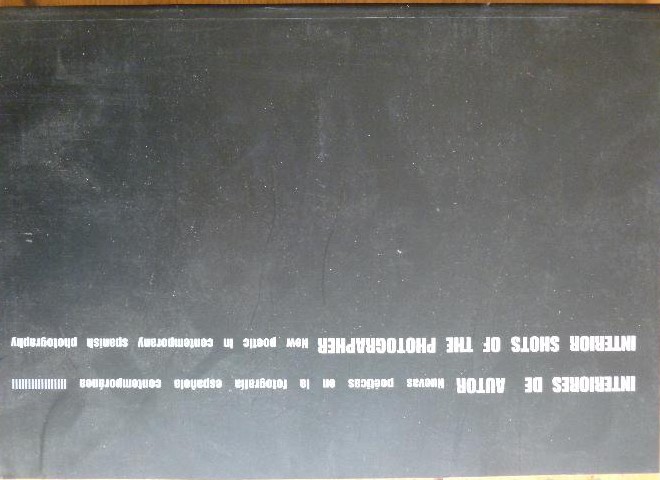 INTERIORES DE AUTOR Nuevas poéticas en la fotografía española contemporánea ||||||||||||||||
INTERIOR SHOTS OF THE PHOTOGRAPHER New poetic in contemporany spanish photography